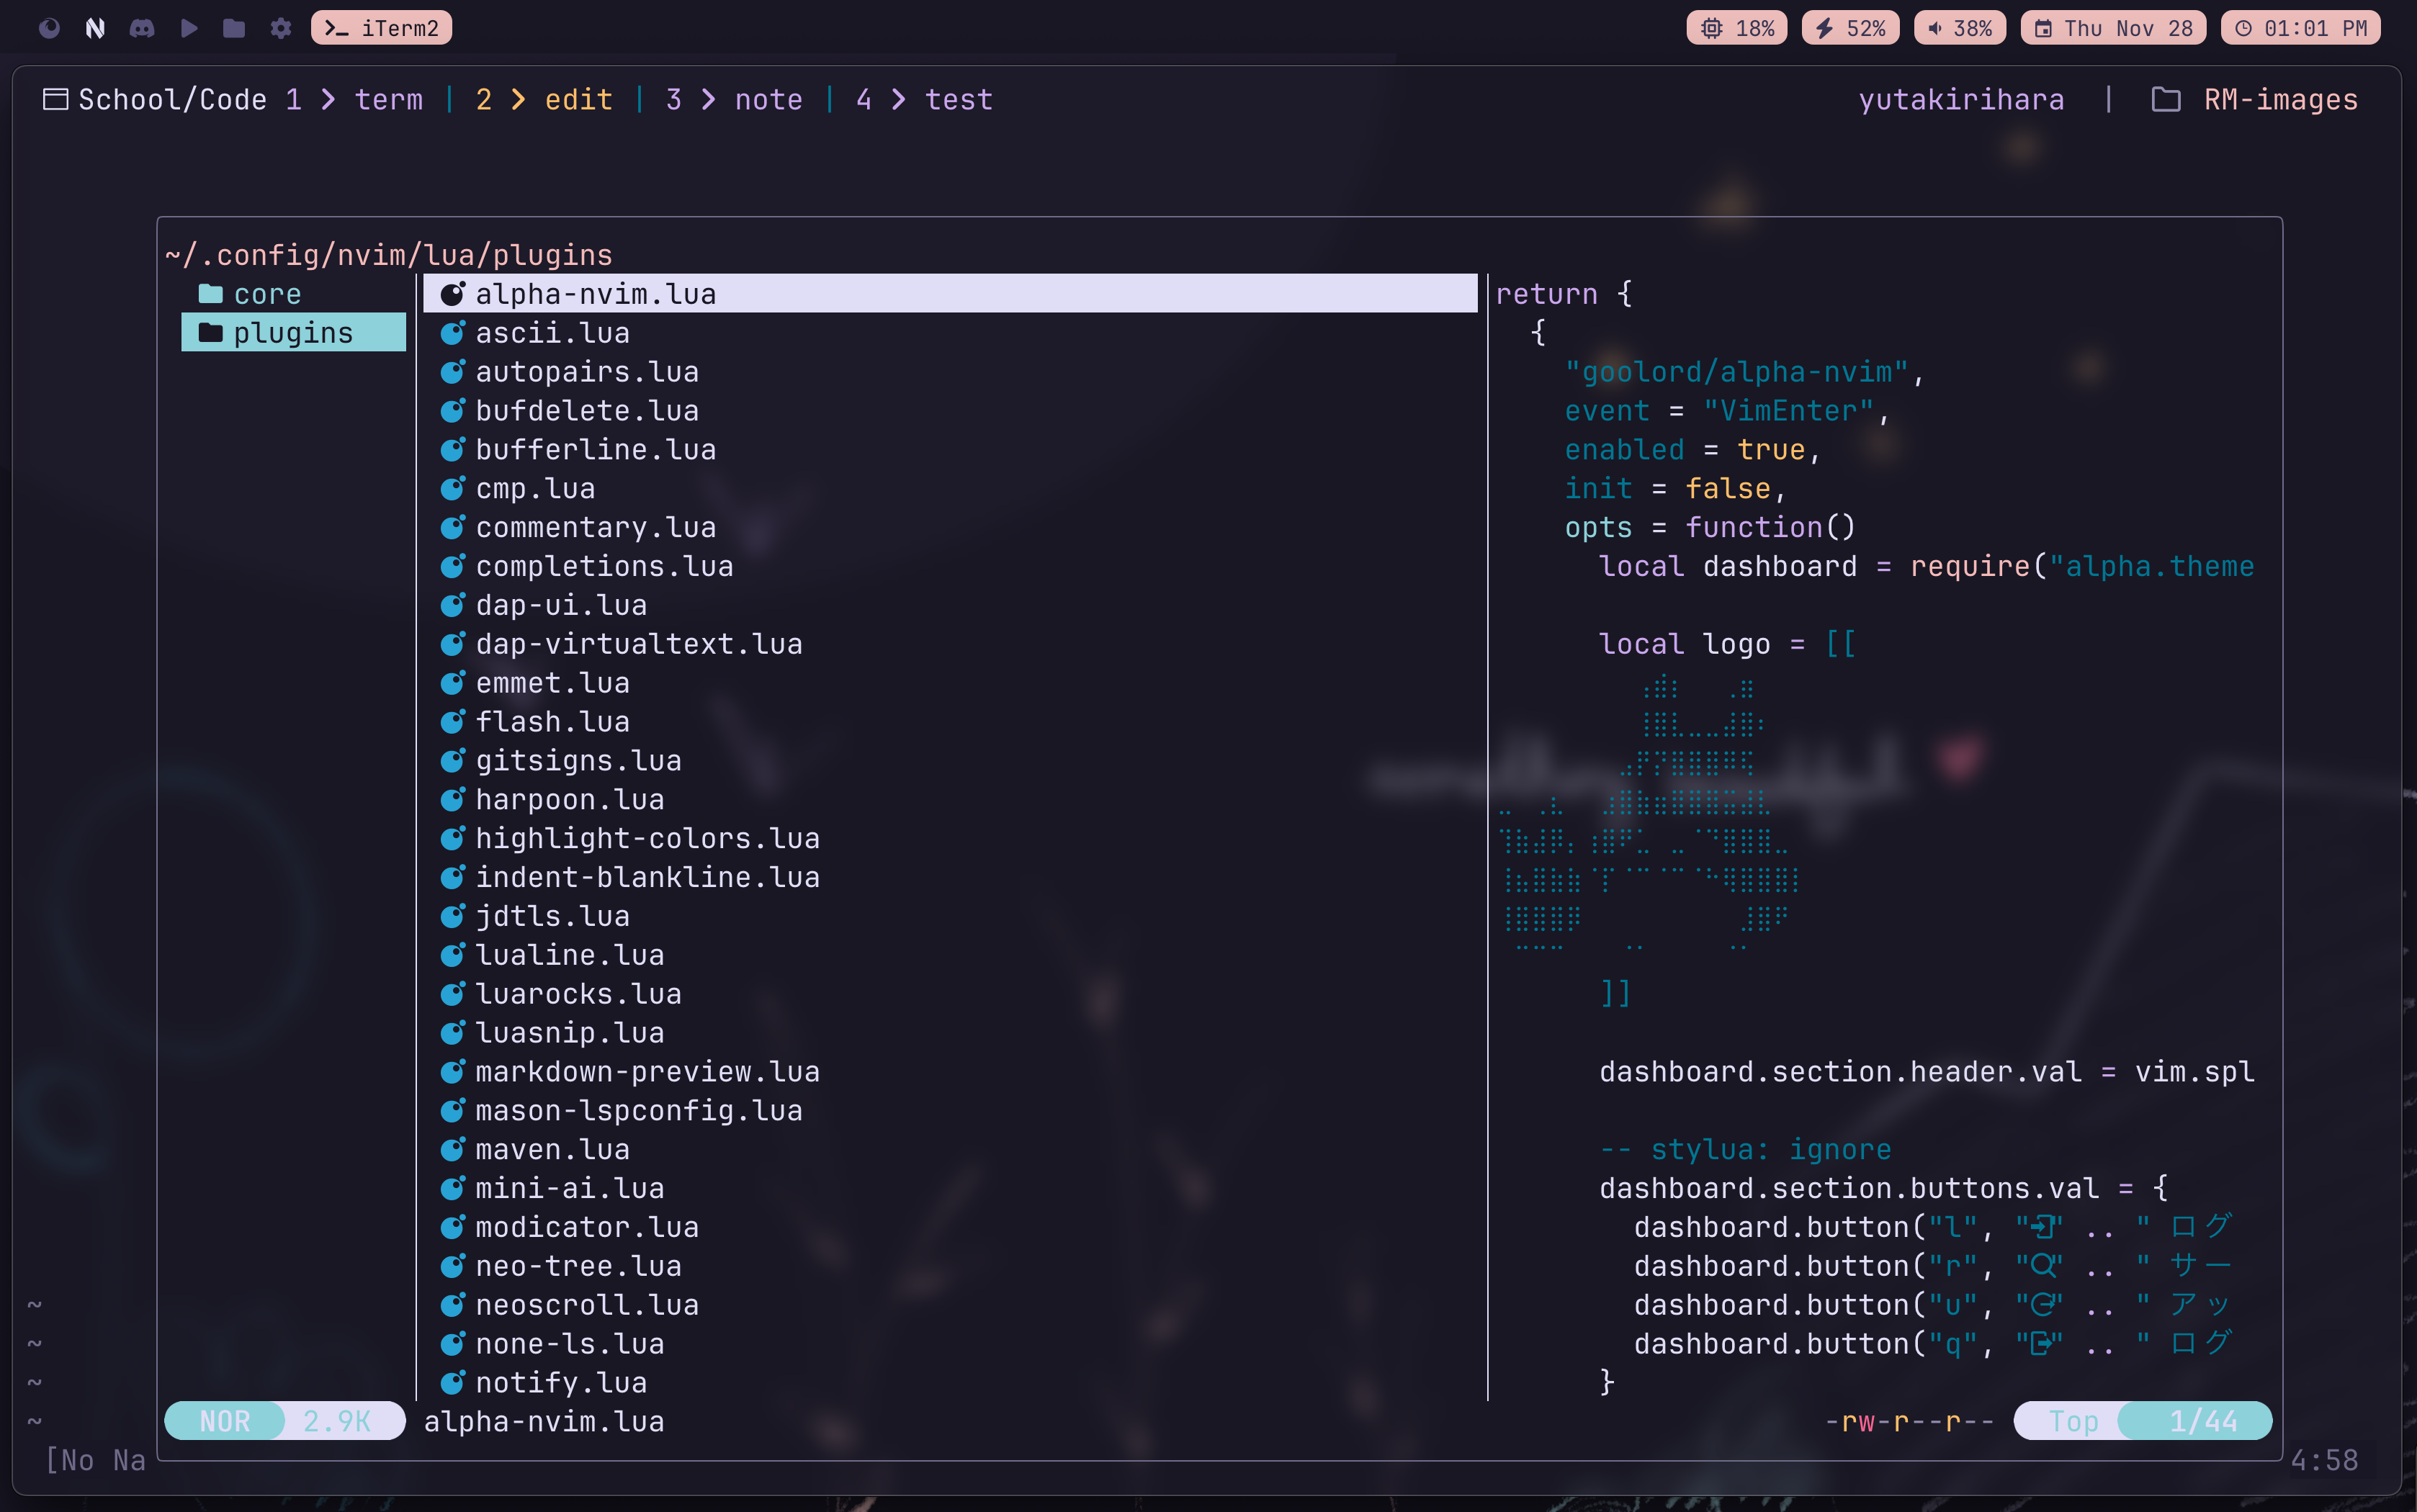 iTerm2 18% 52% 38% Thu Nov 28 01:01 PM
School/Code 1 > term | 2 > edit | 3 > note | 4 > test yutakirihara | RM-images
~/.config/nvim/lua/plugins
core
plugins
alpha-nvim.lua
ascii.lua
autopairs.lua
bufdelete.lua
bufferline.lua
cmp.lua
commentary.lua
completions.lua
dap-ui.lua
dap-virtualtext.lua
emmet.lua
flash.lua
gitsigns.lua
harpoon.lua
highlight-colors.lua
indent-blankline.lua
jdtls.lua
lualine.lua
luarocks.lua
luasnip.lua
markdown-preview.lua
mason-lspconfig.lua
maven.lua
mini-ai.lua
modicator.lua
neo-tree.lua
neoscroll.lua
none-ls.lua
notify.lua
return {
{
"goolord/alpha-nvim",
event = "VimEnter",
enabled = true,
init = false,
opts = function()
local dashboard = require("alpha.theme
local logo = [[
]]
dashboard.section.header.val = vim.spl
-- stylua: ignore
dashboard.section.buttons.val = {
dashboard.button("l", "" .. " ログ
dashboard.button("r", "" .. " サー
dashboard.button("u", "" .. " アッ
dashboard.button("q", "" .. " ログ
}
~
~
~
~
NOR 2.9K alpha-nvim.lua -rw-r--r-- Top 1/44
[No Na 4:58